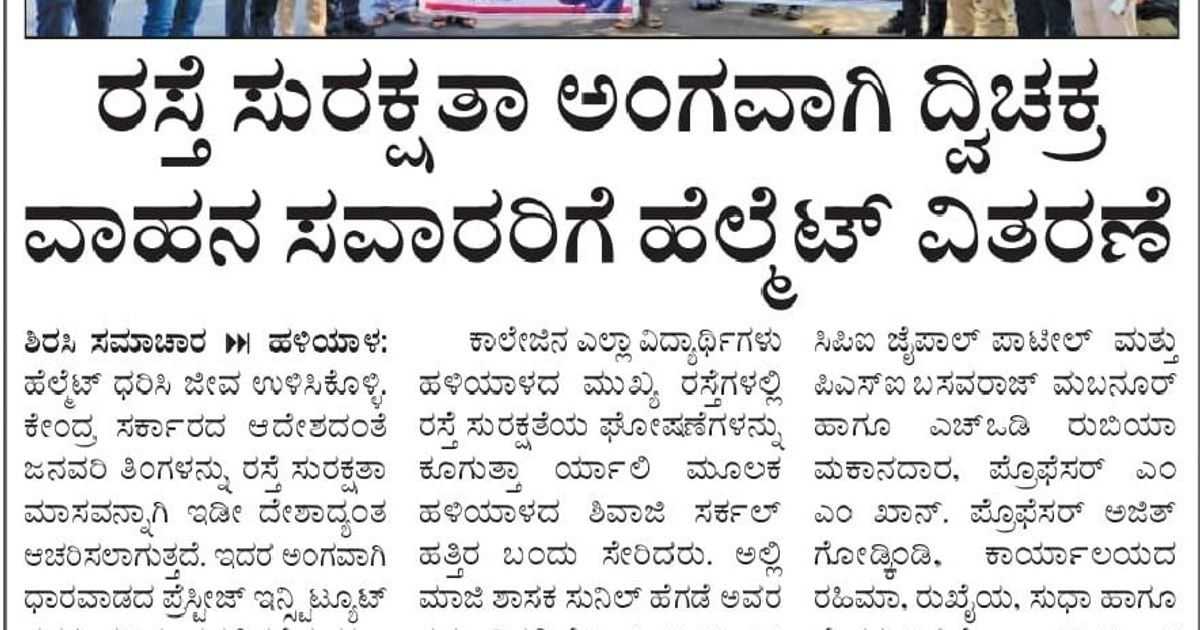 ರಸ್ತೆ ಸುರಕ್ಷತಾ ಅಂಗವಾಗಿ ದ್ವಿಚಕ್ರ
ವಾಹನ ಸವಾರರಿಗೆ ಹೆಲ್ಮೆಟ್ ವಿತರಣೆ
ಶಿರಸಿ ಸಮಾಚಾರ ⏭ ಹಳಿಯಾಳ:
ಹೆಲ್ಮೆಟ್ ಧರಿಸಿ ಜೀವ ಉಳಿಸಿಕೊಳ್ಳಿ.
ಕೇಂದ್ರ ಸರ್ಕಾರದ ಆದೇಶದಂತೆ
ಜನವರಿ ತಿಂಗಳನ್ನು ರಸ್ತೆ ಸುರಕ್ಷತಾ
ಮಾಸವನ್ನಾಗಿ ಇಡೀ ದೇಶಾದ್ಯಂತ
ಆಚರಿಸಲಾಗುತ್ತದೆ. ಇದರ ಅಂಗವಾಗಿ
ಧಾರವಾಡದ ಪ್ರೆಸ್ಟೀಜ್ ಇನ್ಸ್ಟಿಟ್ಯೂಟ್
ಕಾಲೇಜಿನ ಎಲ್ಲಾ ವಿದ್ಯಾರ್ಥಿಗಳು
ಹಳಿಯಾಳದ ಮುಖ್ಯ ರಸ್ತೆಗಳಲ್ಲಿ
ರಸ್ತೆ ಸುರಕ್ಷತೆಯ ಘೋಷಣೆಗಳನ್ನು
ಕೂಗುತ್ತಾ ರ್ಯಾಲಿ ಮೂಲಕ
ಹಳಿಯಾಳದ ಶಿವಾಜಿ ಸರ್ಕಲ್
ಹತ್ತಿರ ಬಂದು ಸೇರಿದರು. ಅಲ್ಲಿ
ಮಾಜಿ ಶಾಸಕ ಸುನಿಲ್ ಹೆಗಡೆ ಅವರ
ಸಿಪಿಐ ಜೈಪಾಲ್ ಪಾಟೀಲ್ ಮತ್ತು
ಪಿಎಸ್ಐ ಬಸವರಾಜ್ ಮಬನೂರ್
ಹಾಗೂ ಎಚ್ಒಡಿ ರುಬಿಯಾ
ಮಕಾನದಾರ, ಪ್ರೊಫೆಸರ್ ಎಂ
ಎಂ ಖಾನ್. ಪ್ರೊಫೆಸರ್ ಅಜಿತ್
ಗೋಡ್ಕಿಂಡಿ, ಕಾರ್ಯಾಲಯದ
ರಹಿಮಾ, ರುಖೈಯ, ಸುಧಾ ಹಾಗೂ